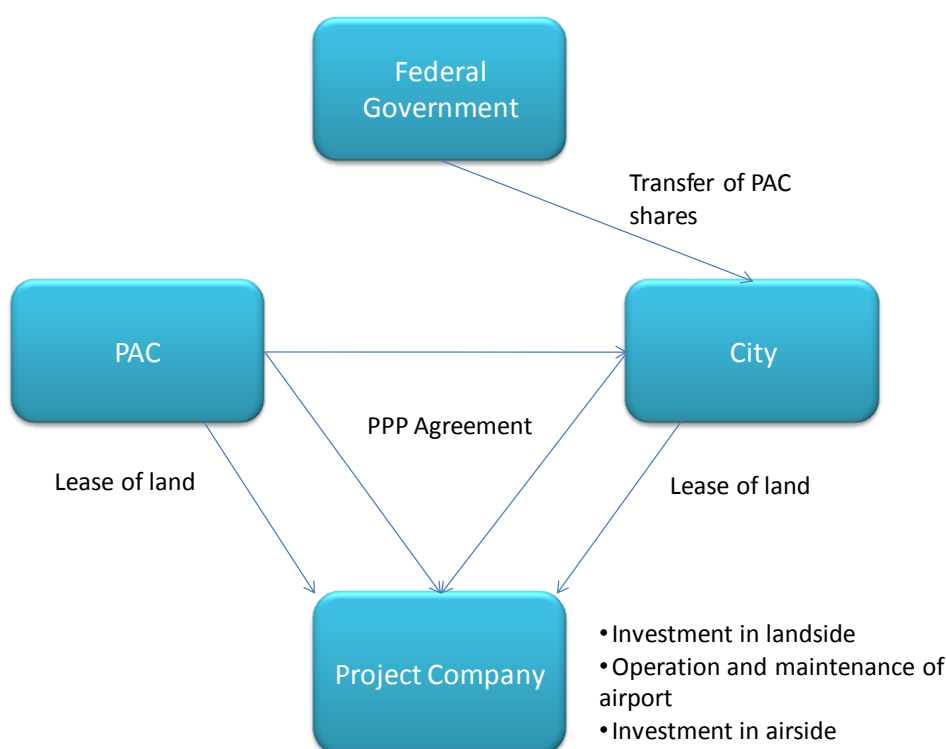 Federal
Government
Transfer of PAC
shares
PAC
City
PPP Agreement
Lease of land
Lease of land
Project Company
•Investment in landside
•Operation and maintenance of
airport
•Investment in airside